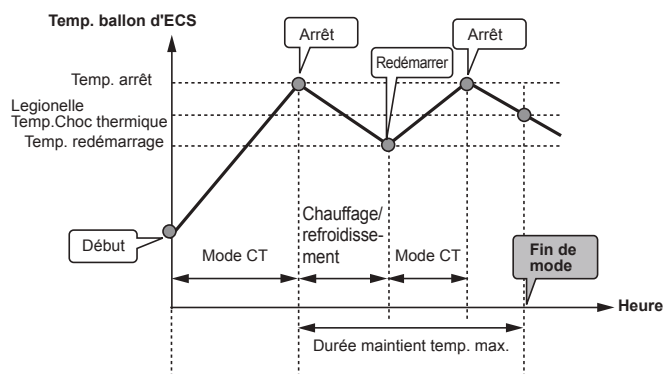 Temp. ballon d'ECS
Arrêt
Arrêt
Redémarrer
Temp. arrêt
Legionelle
Temp.Choc thermique
Temp. redémarrage
Début
Mode CT
Chauffage/
refroidisse-
ment
Mode CT
Fin de
mode
Heure
Durée maintient temp. max.